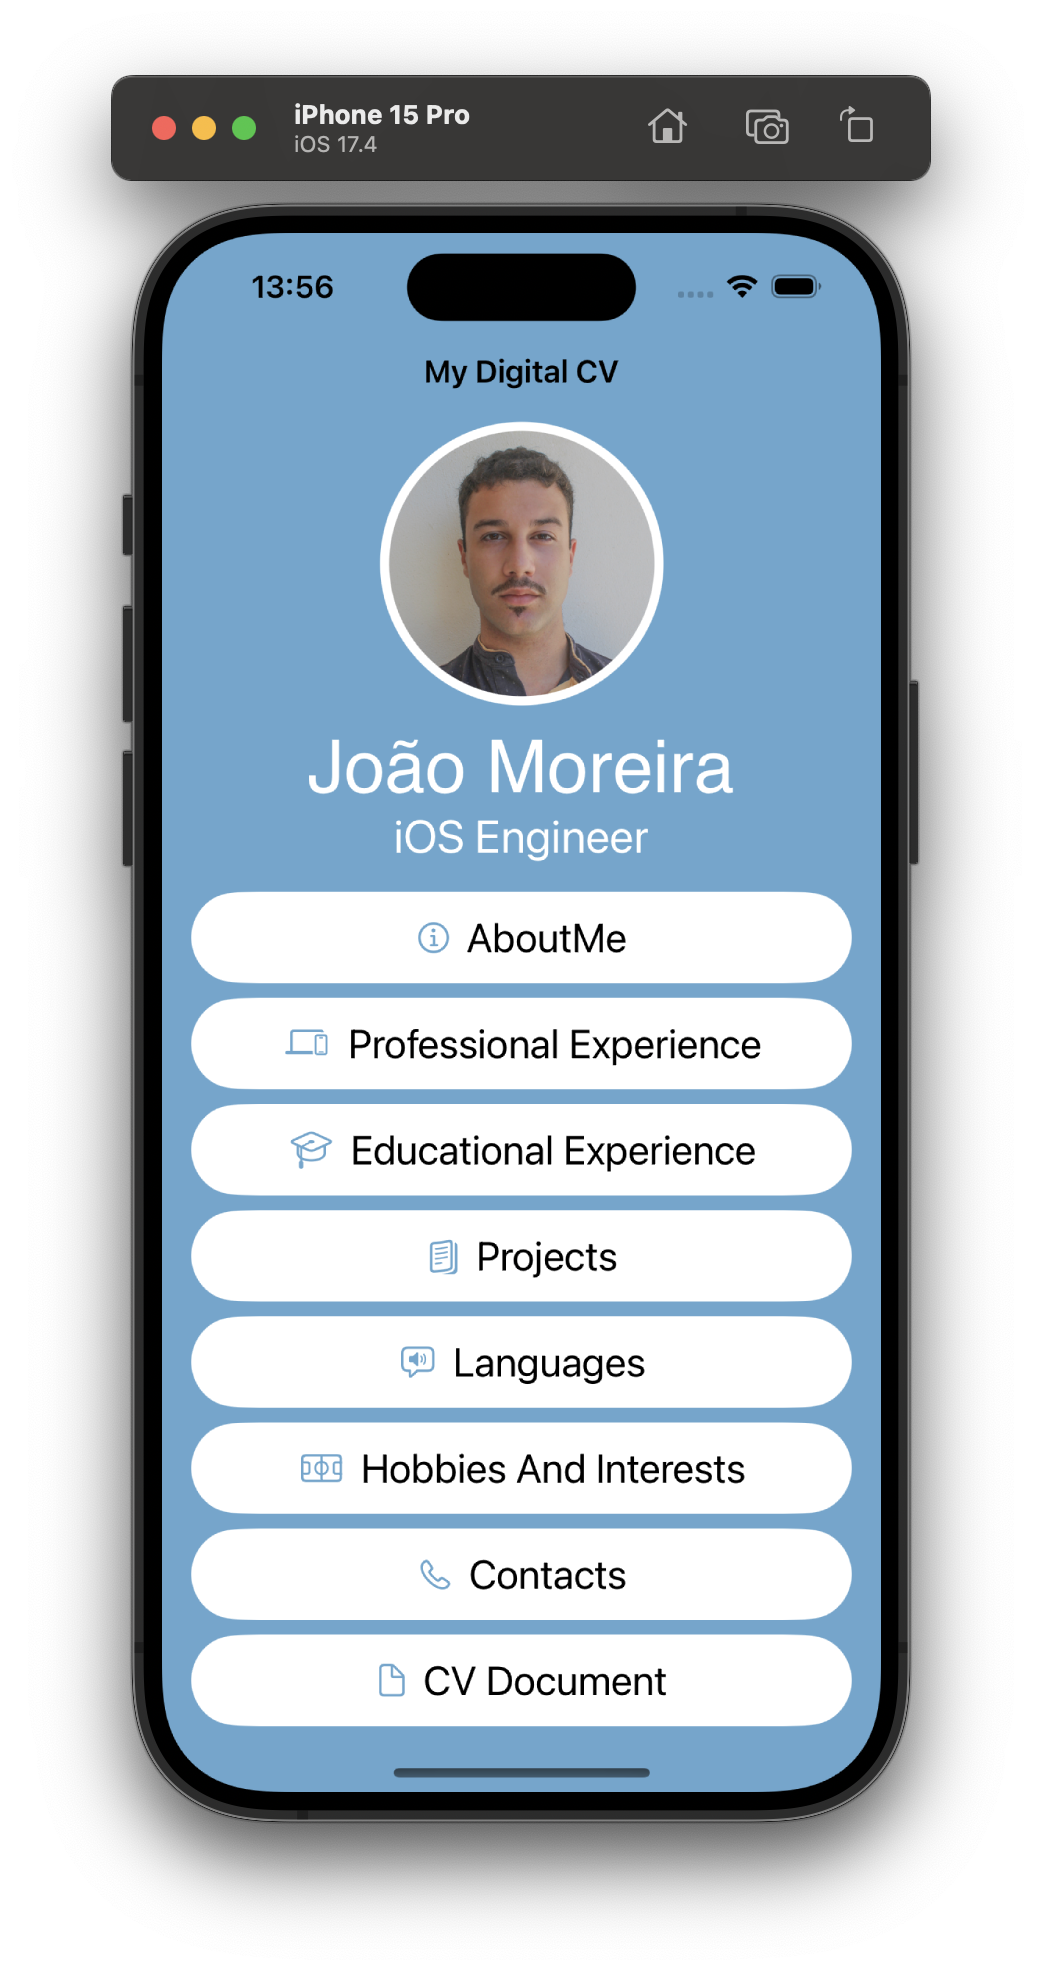 iPhone 15 Pro
iOS 17.4
13:56
My Digital CV
João Moreira
iOS Engineer
AboutMe
Professional Experience
Educational Experience
Projects
Languages
Hobbies And Interests
Contacts
CV Document